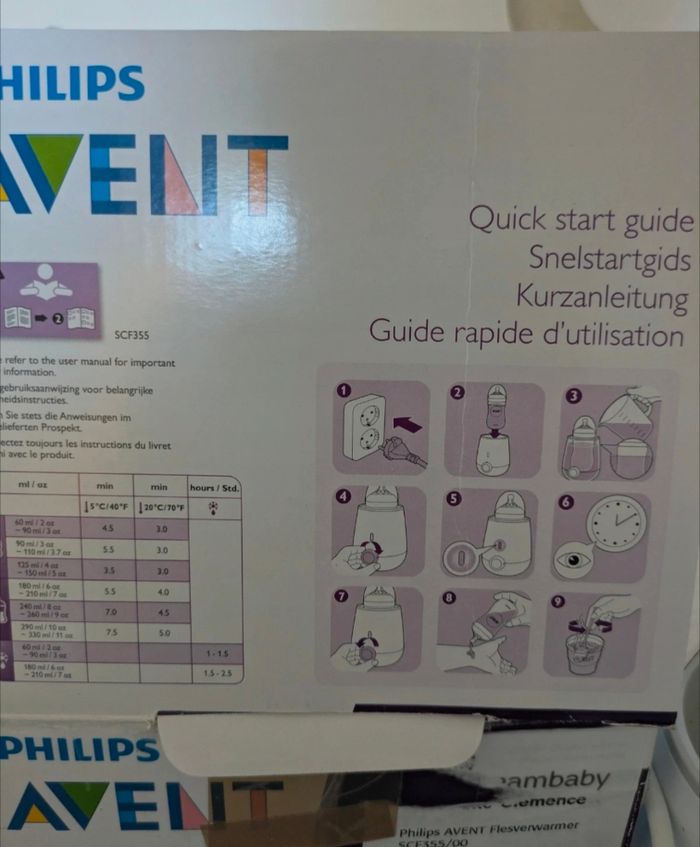 PHILIPS
AVENT
Quick start guide
Snelstartgids
Kurzanleitung
Guide rapide d'utilisation
2
SCF355
refer to the user manual for important
information.
gebruiksaanwijzing voor belangrijke
heidsinstructies.
Sie stets die Anweisungen im
elieferten Prospekt.
ectez toujours les instructions du livret
ni avec le produit.
ml / oz min min hours / Std.
5°C/40°F 20°C/70°F
60 ml / 2 oz
~ 90 ml / 3 oz 4.5 3.0
90 ml / 3 oz
~ 110 ml / 3.7 oz 5.5 3.0
125 ml / 4 oz
~ 150 ml / 5 oz 3.5 3.0
180 ml / 6 oz
~ 210 ml / 7 oz 5.5 4.0
240 ml / 8 oz
~ 260 ml / 9 oz 7.0 4.5
290 ml / 10 oz
~ 330 ml / 11 oz 7.5 5.0
60 ml / 2 oz
~ 90 ml / 3 oz 1 - 1.5
180 ml / 6 oz
~ 210 ml / 7 oz 1.5 - 2.5
1 2 3
4 5 6
7 8 9
PHILIPS
AVENT
ambaby
emence
Philips AVENT Flesverwarmer
SCF355/00